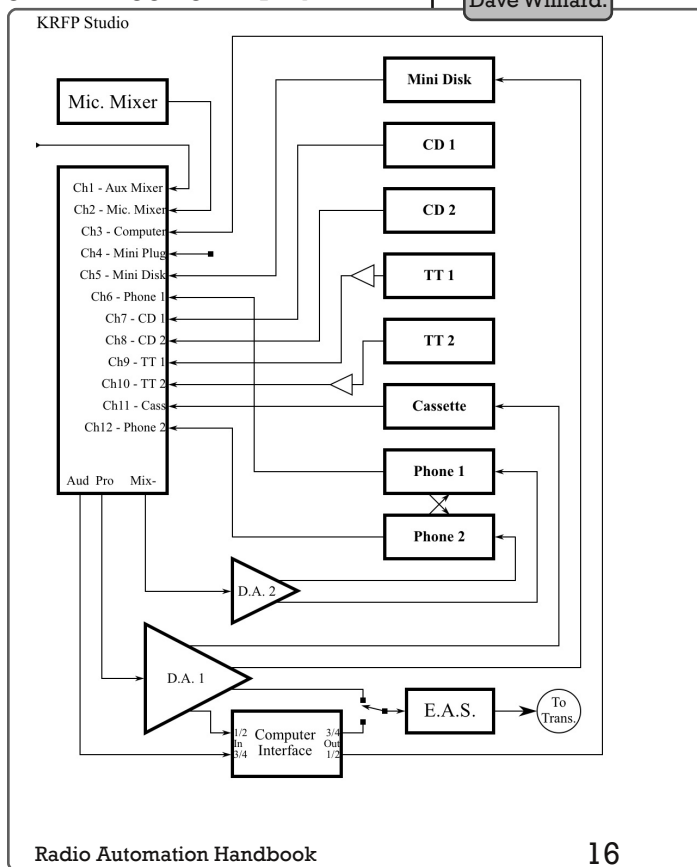 Dave Williard.
KRFP Studio
Mic. Mixer
Ch1 - Aux Mixer
Ch2 - Mic. Mixer
Ch3 - Computer
Ch4 - Mini Plug
Ch5 - Mini Disk
Ch6 - Phone 1
Ch7 - CD 1
Ch8 - CD 2
Ch9 - TT 1
Ch10 - TT 2
Ch11 - Cass
Ch12 - Phone 2
Aud Pro Mix-
Mini Disk
CD 1
CD 2
TT 1
TT 2
Cassette
Phone 1
Phone 2
D.A. 2
D.A. 1
1/2
In
3/4
Computer
Interface
3/4
Out
1/2
E.A.S.
To
Trans.
Radio Automation Handbook
16